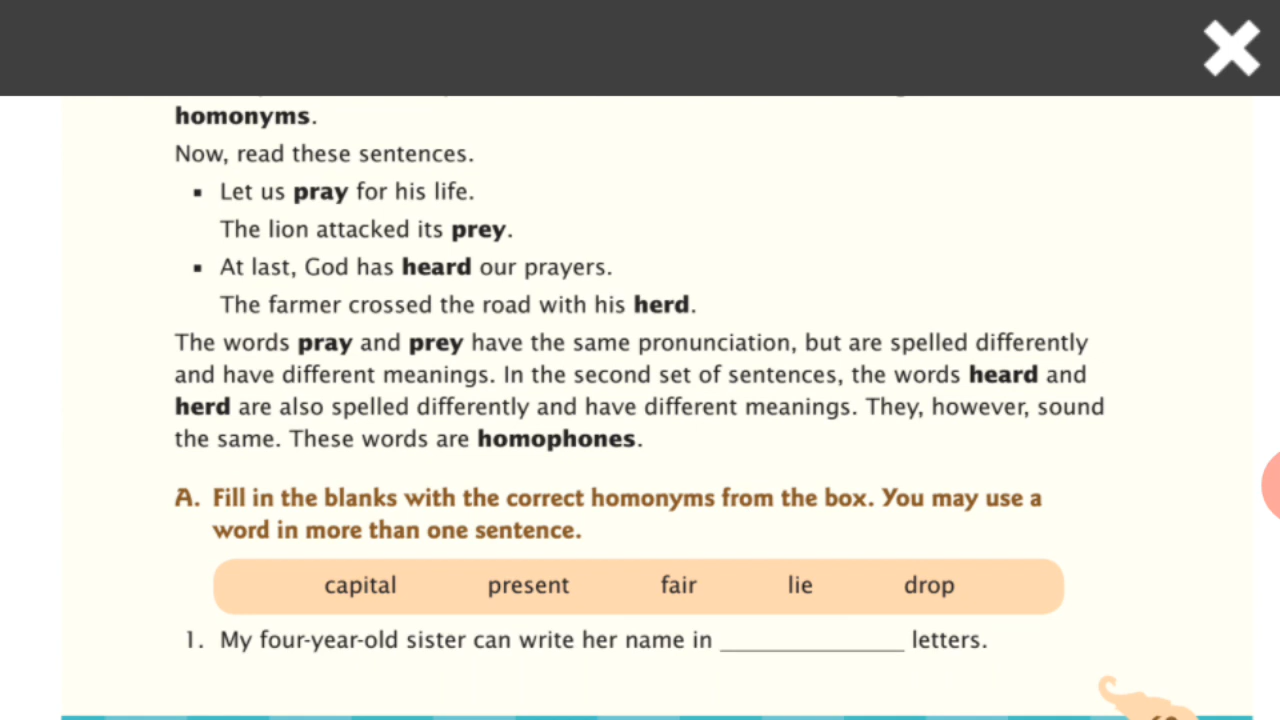 homonyms.
Now, read these sentences.
▪ Let us pray for his life.
The lion attacked its prey.
▪ At last, God has heard our prayers.
The farmer crossed the road with his herd.
The words pray and prey have the same pronunciation, but are spelled differently
and have different meanings. In the second set of sentences, the words heard and
herd are also spelled differently and have different meanings. They, however, sound
the same. These words are homophones.
A. Fill in the blanks with the correct homonyms from the box. You may use a
word in more than one sentence.
capital present fair lie drop
1. My four-year-old sister can write her name in ______________ letters.